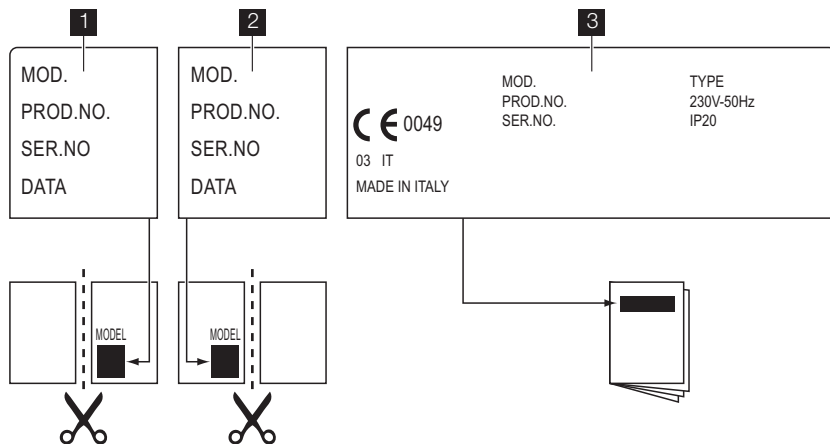 1
MOD.
PROD.NO.
SER.NO
DATA
2
MOD.
PROD.NO.
SER.NO
DATA
3
CE 0049
03 IT
MADE IN ITALY
MOD.
PROD.NO.
SER.NO.
TYPE
230V-50Hz
IP20
MODEL
MODEL